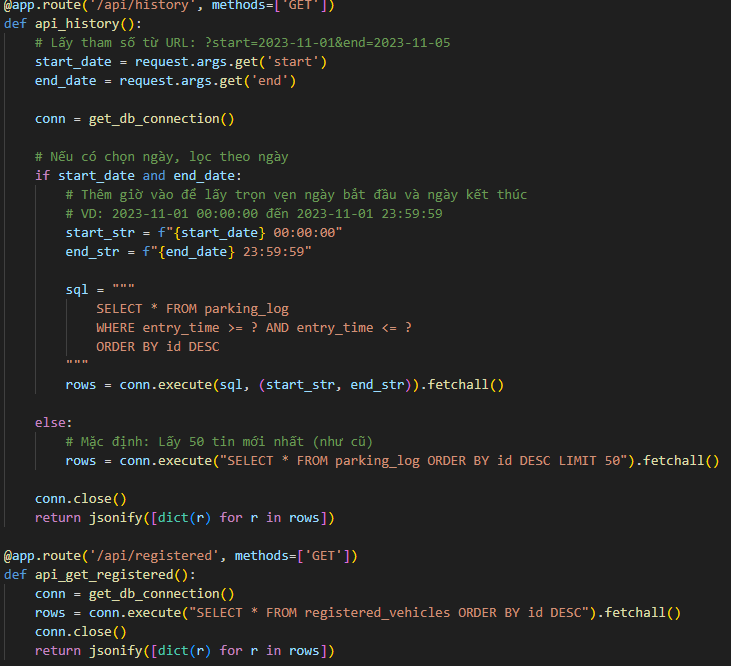 @app.route('/api/history', methods=['GET'])
def api_history():
    # Lấy tham số từ URL: ?start=2023-11-01&end=2023-11-05
    start_date = request.args.get('start')
    end_date = request.args.get('end')

    conn = get_db_connection()

    # Nếu có chọn ngày, lọc theo ngày
    if start_date and end_date:
        # Thêm giờ vào để lấy trọn vẹn ngày bắt đầu và ngày kết thúc
        # VD: 2023-11-01 00:00:00 đến 2023-11-01 23:59:59
        start_str = f"{start_date} 00:00:00"
        end_str = f"{end_date} 23:59:59"

        sql = """
            SELECT * FROM parking_log
            WHERE entry_time >= ? AND entry_time <= ?
            ORDER BY id DESC
        """
        rows = conn.execute(sql, (start_str, end_str)).fetchall()

    else:
        # Mặc định: Lấy 50 tin mới nhất (như cũ)
        rows = conn.execute("SELECT * FROM parking_log ORDER BY id DESC LIMIT 50").fetchall()

    conn.close()
    return jsonify([dict(r) for r in rows])

@app.route('/api/registered', methods=['GET'])
def api_get_registered():
    conn = get_db_connection()
    rows = conn.execute("SELECT * FROM registered_vehicles ORDER BY id DESC").fetchall()
    conn.close()
    return jsonify([dict(r) for r in rows])